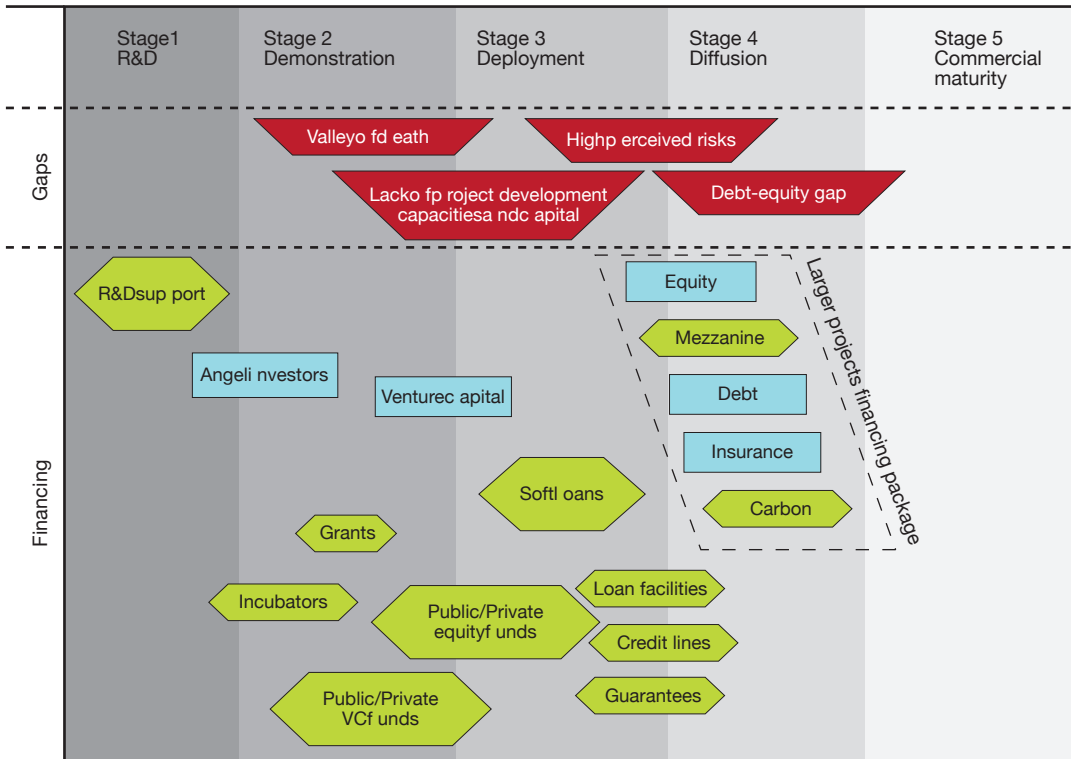 Stage1
R&D
Stage 2
Demonstration
Stage 3
Deployment
Stage 4
Diffusion
Stage 5
Commercial
maturity
Gaps
Valleyo fd eath
Highp erceived risks
Lacko fp roject development
capacitiesa ndc apital
Debt-equity gap
Financing
R&Dsup port
Angeli nvestors
Venturec apital
Equity
Mezzanine
Debt
Insurance
Carbon
Larger projects financing package
Softl oans
Grants
Incubators
Public/Private
equityf unds
Loan facilities
Credit lines
Guarantees
Public/Private
VCf unds